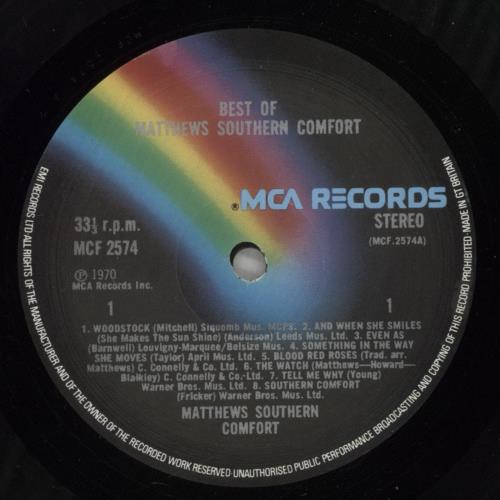 BEST OF
MATTHEWS SOUTHERN COMFORT
®MCA RECORDS
33⅓ r.p.m.
MCF 2574
STEREO
(MCF.2574A)
Ⓟ 1970
MCA Records Inc.
1
1
1. WOODSTOCK (Mitchell) Siquomb Mus. MCPS. 2. AND WHEN SHE SMILES
(She Makes The Sun Shine) (Anderson) Leeds Mus. Ltd. 3. EVEN AS
(Barnwell) Louvigny-Marquee/Belsize Mus. 4. SOMETHING IN THE WAY
SHE MOVES (Taylor) April Mus. Ltd. 5. BLOOD RED ROSES (Trad. arr.
Matthews) C. Connelly & Co. Ltd. 6. THE WATCH (Matthews—Howard—
Blaikley) C. Connelly & Co. Ltd. 7. TELL ME WHY (Young)
Warner Bros. Mus. Ltd. 8. SOUTHERN COMFORT
(Fricker) Warner Bros. Mus. Ltd.
MATTHEWS SOUTHERN
COMFORT
EMI RECORDS LTD ALL RIGHTS OF THE MANUFACTURER AND OF THE OWNER OF THE RECORDED WORK RESERVED·UNAUTHORISED PUBLIC PERFORMANCE BROADCASTING AND COPYING OF THIS RECORD PROHIBITED·MADE IN GT BRITAIN